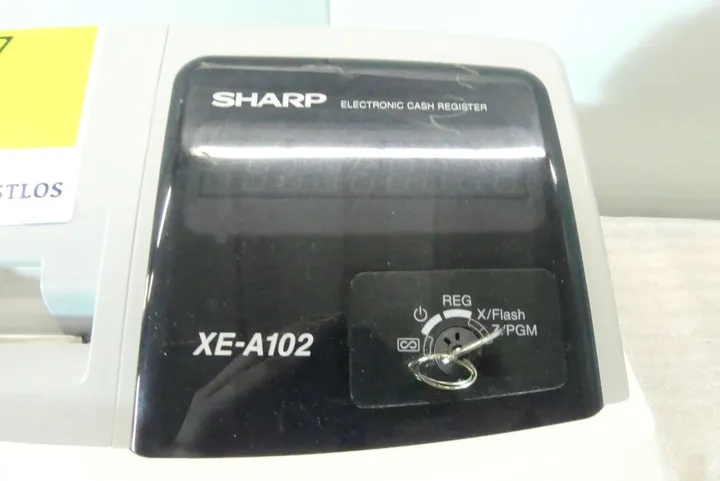 SHARP ELECTRONIC CASH REGISTER
STLOS
REG
X/Flash
Z/PGM
XE-A102